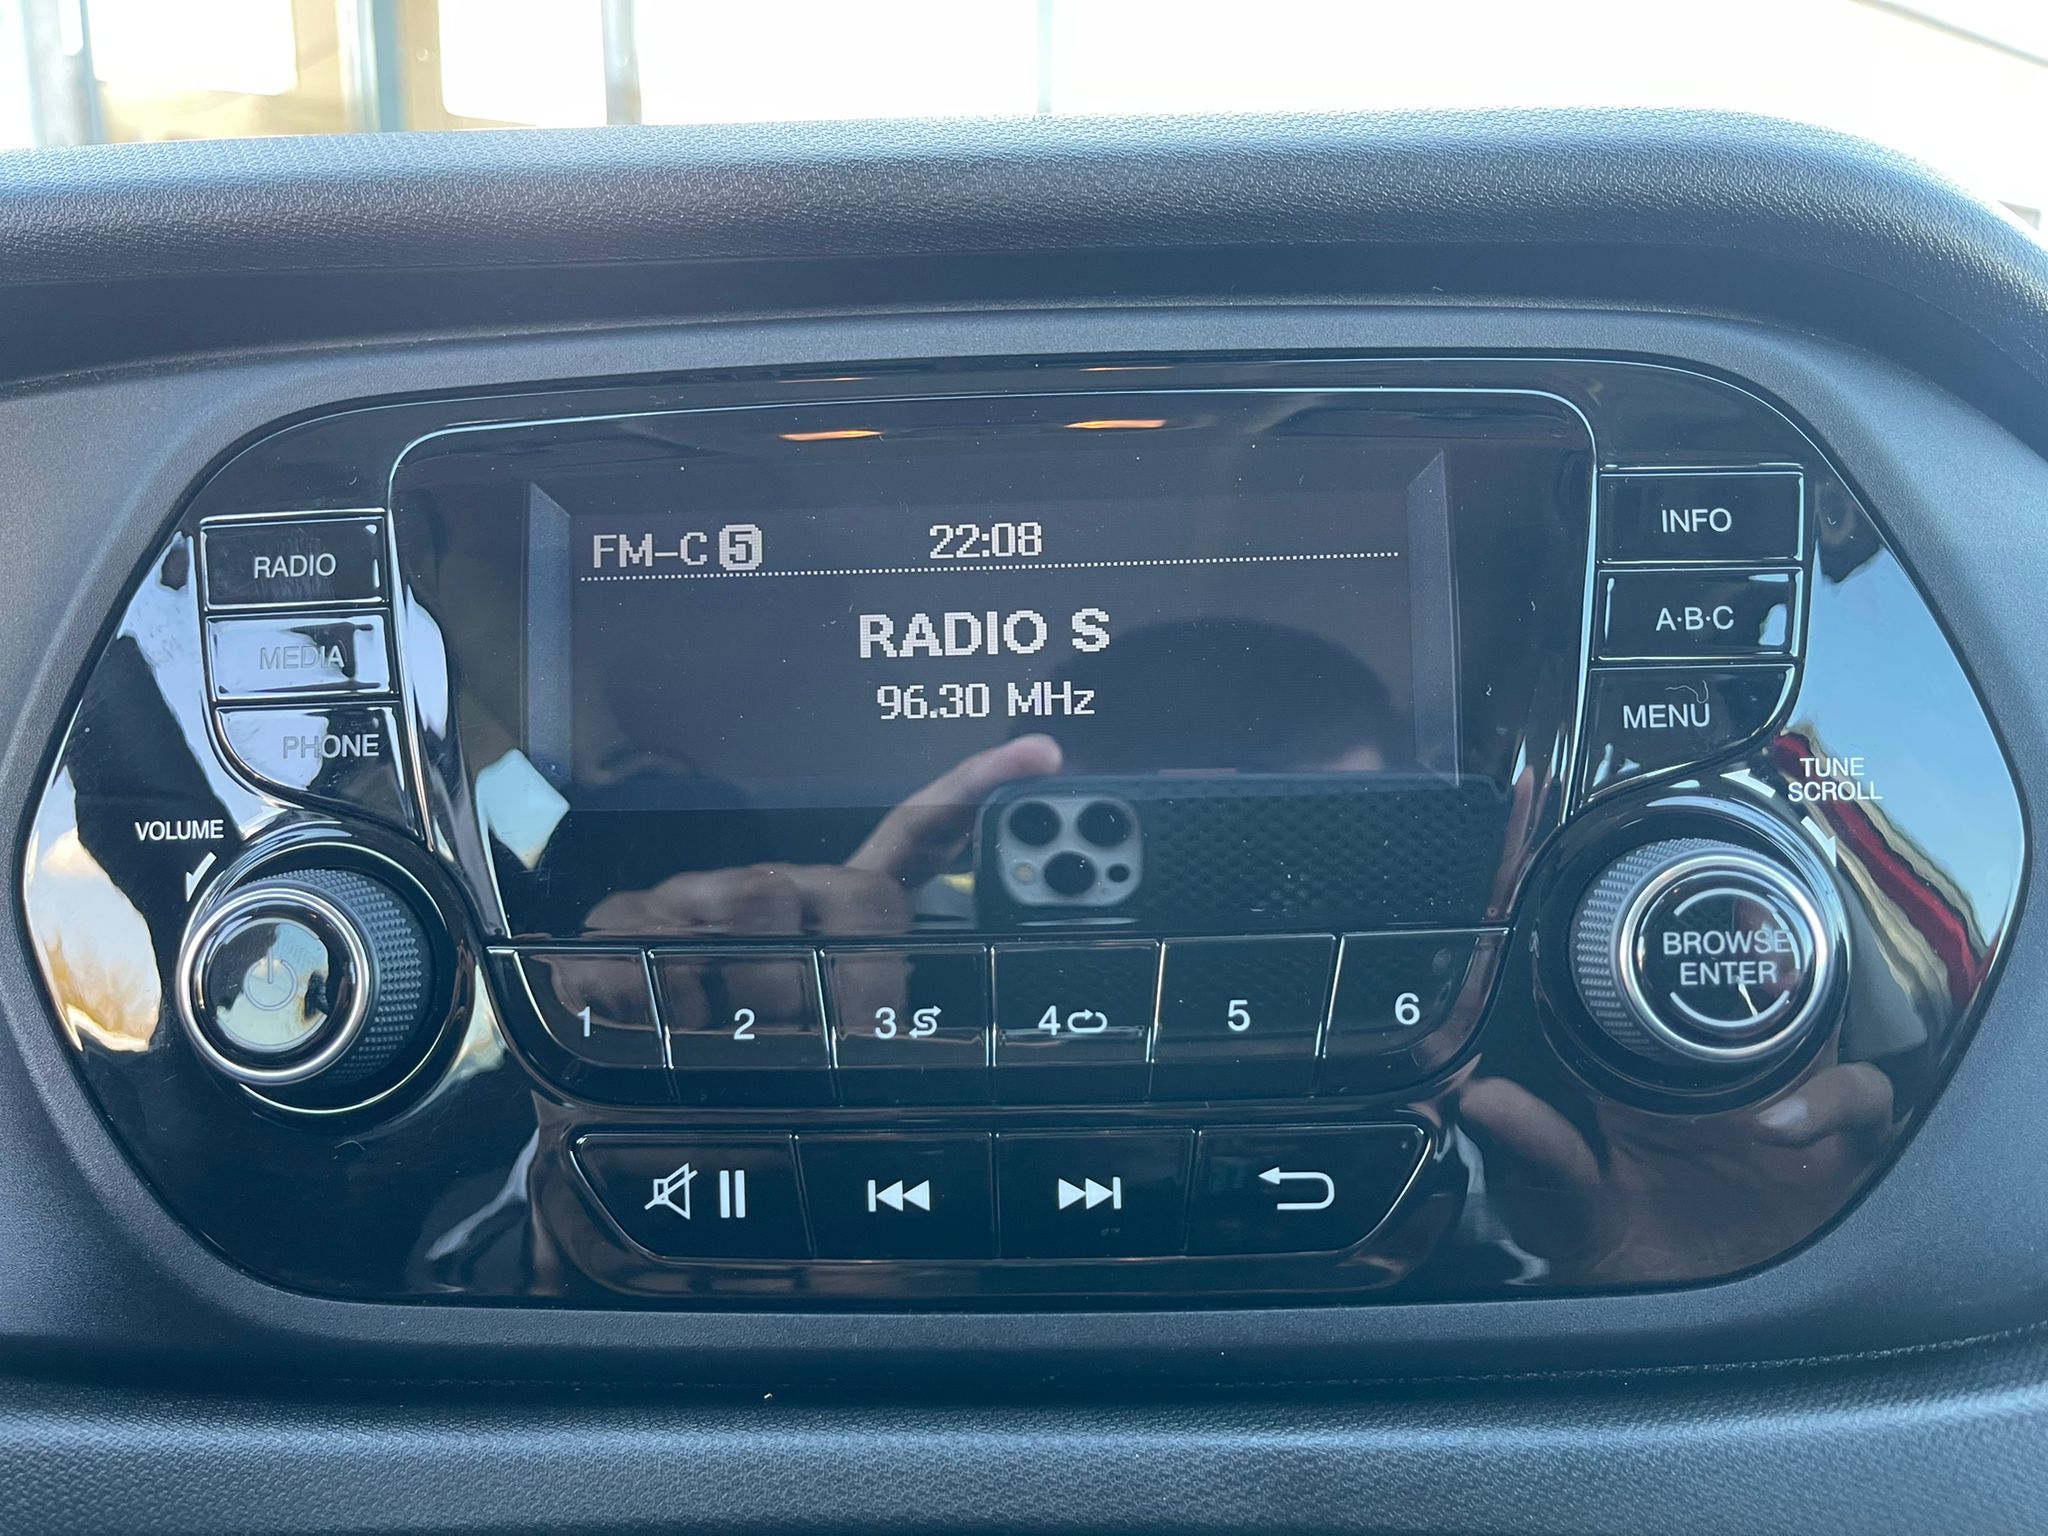 FM-C 5 22:08
RADIO S
96.30 MHz
RADIO
MEDIA
PHONE
VOLUME
INFO
A·B·C
MENU
TUNE
SCROLL
BROWSE
ENTER
1 2 3 4 5 6